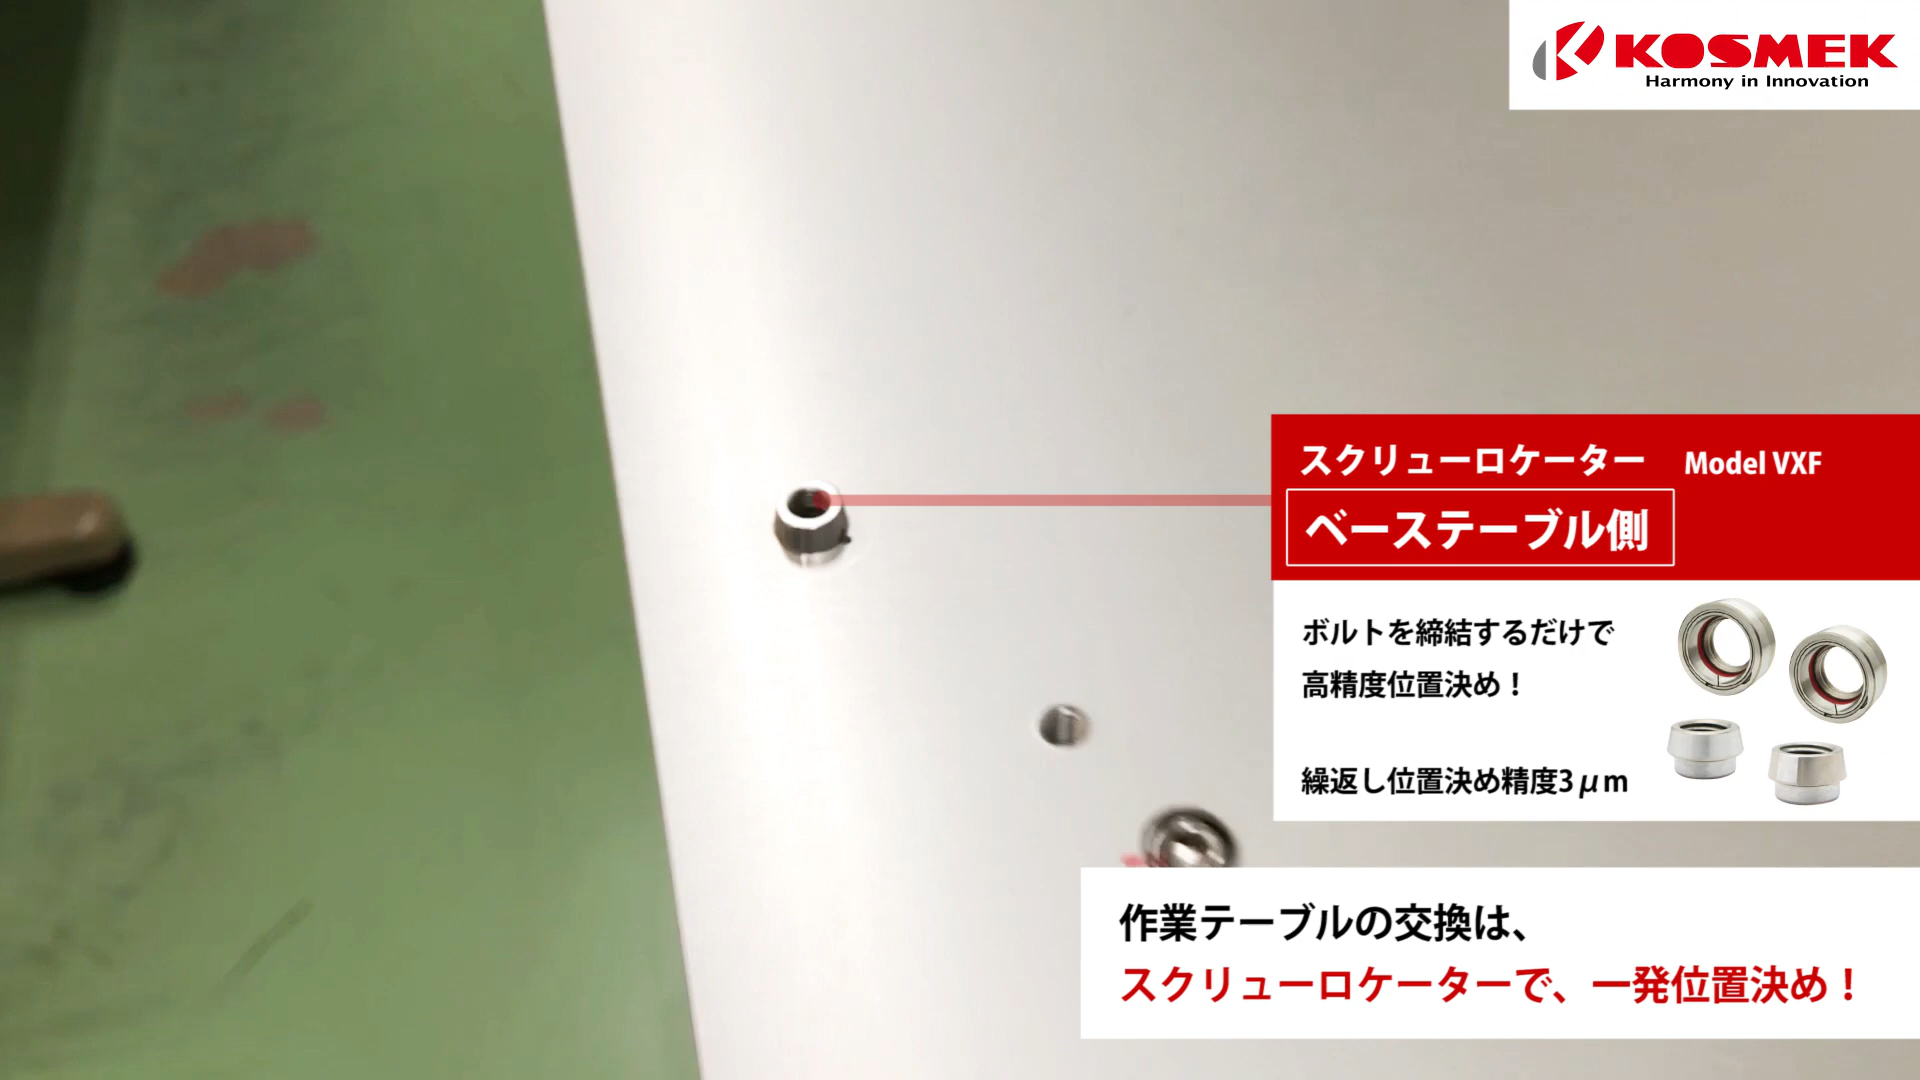 KOSMEK
Harmony in Innovation
スクリューロケーター Model VXF
ベーステーブル側
ボルトを締結するだけで
高精度位置決め！
繰返し位置決め精度3μm
作業テーブルの交換は、
スクリューロケーターで、一発位置決め！